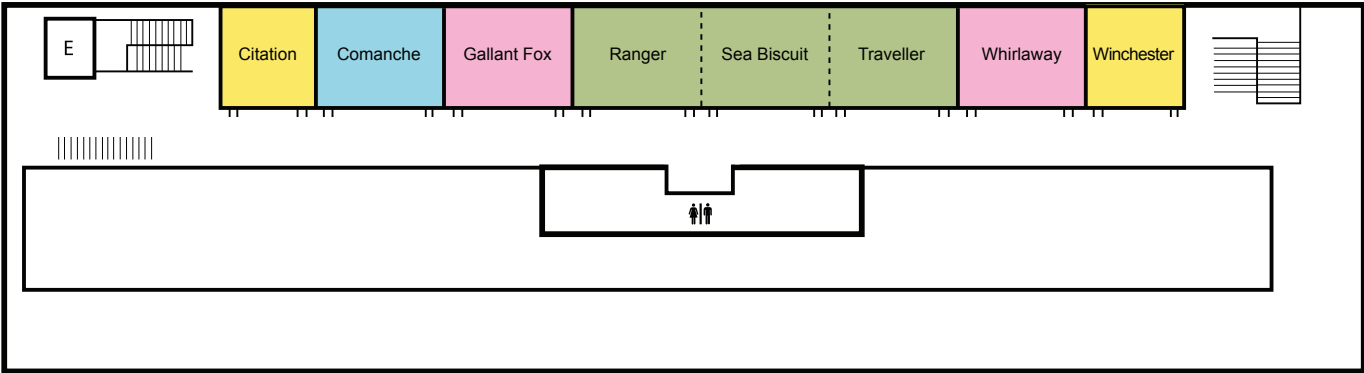 E
Citation
Comanche
Gallant Fox
Ranger
Sea Biscuit
Traveller
Whirlaway
Winchester